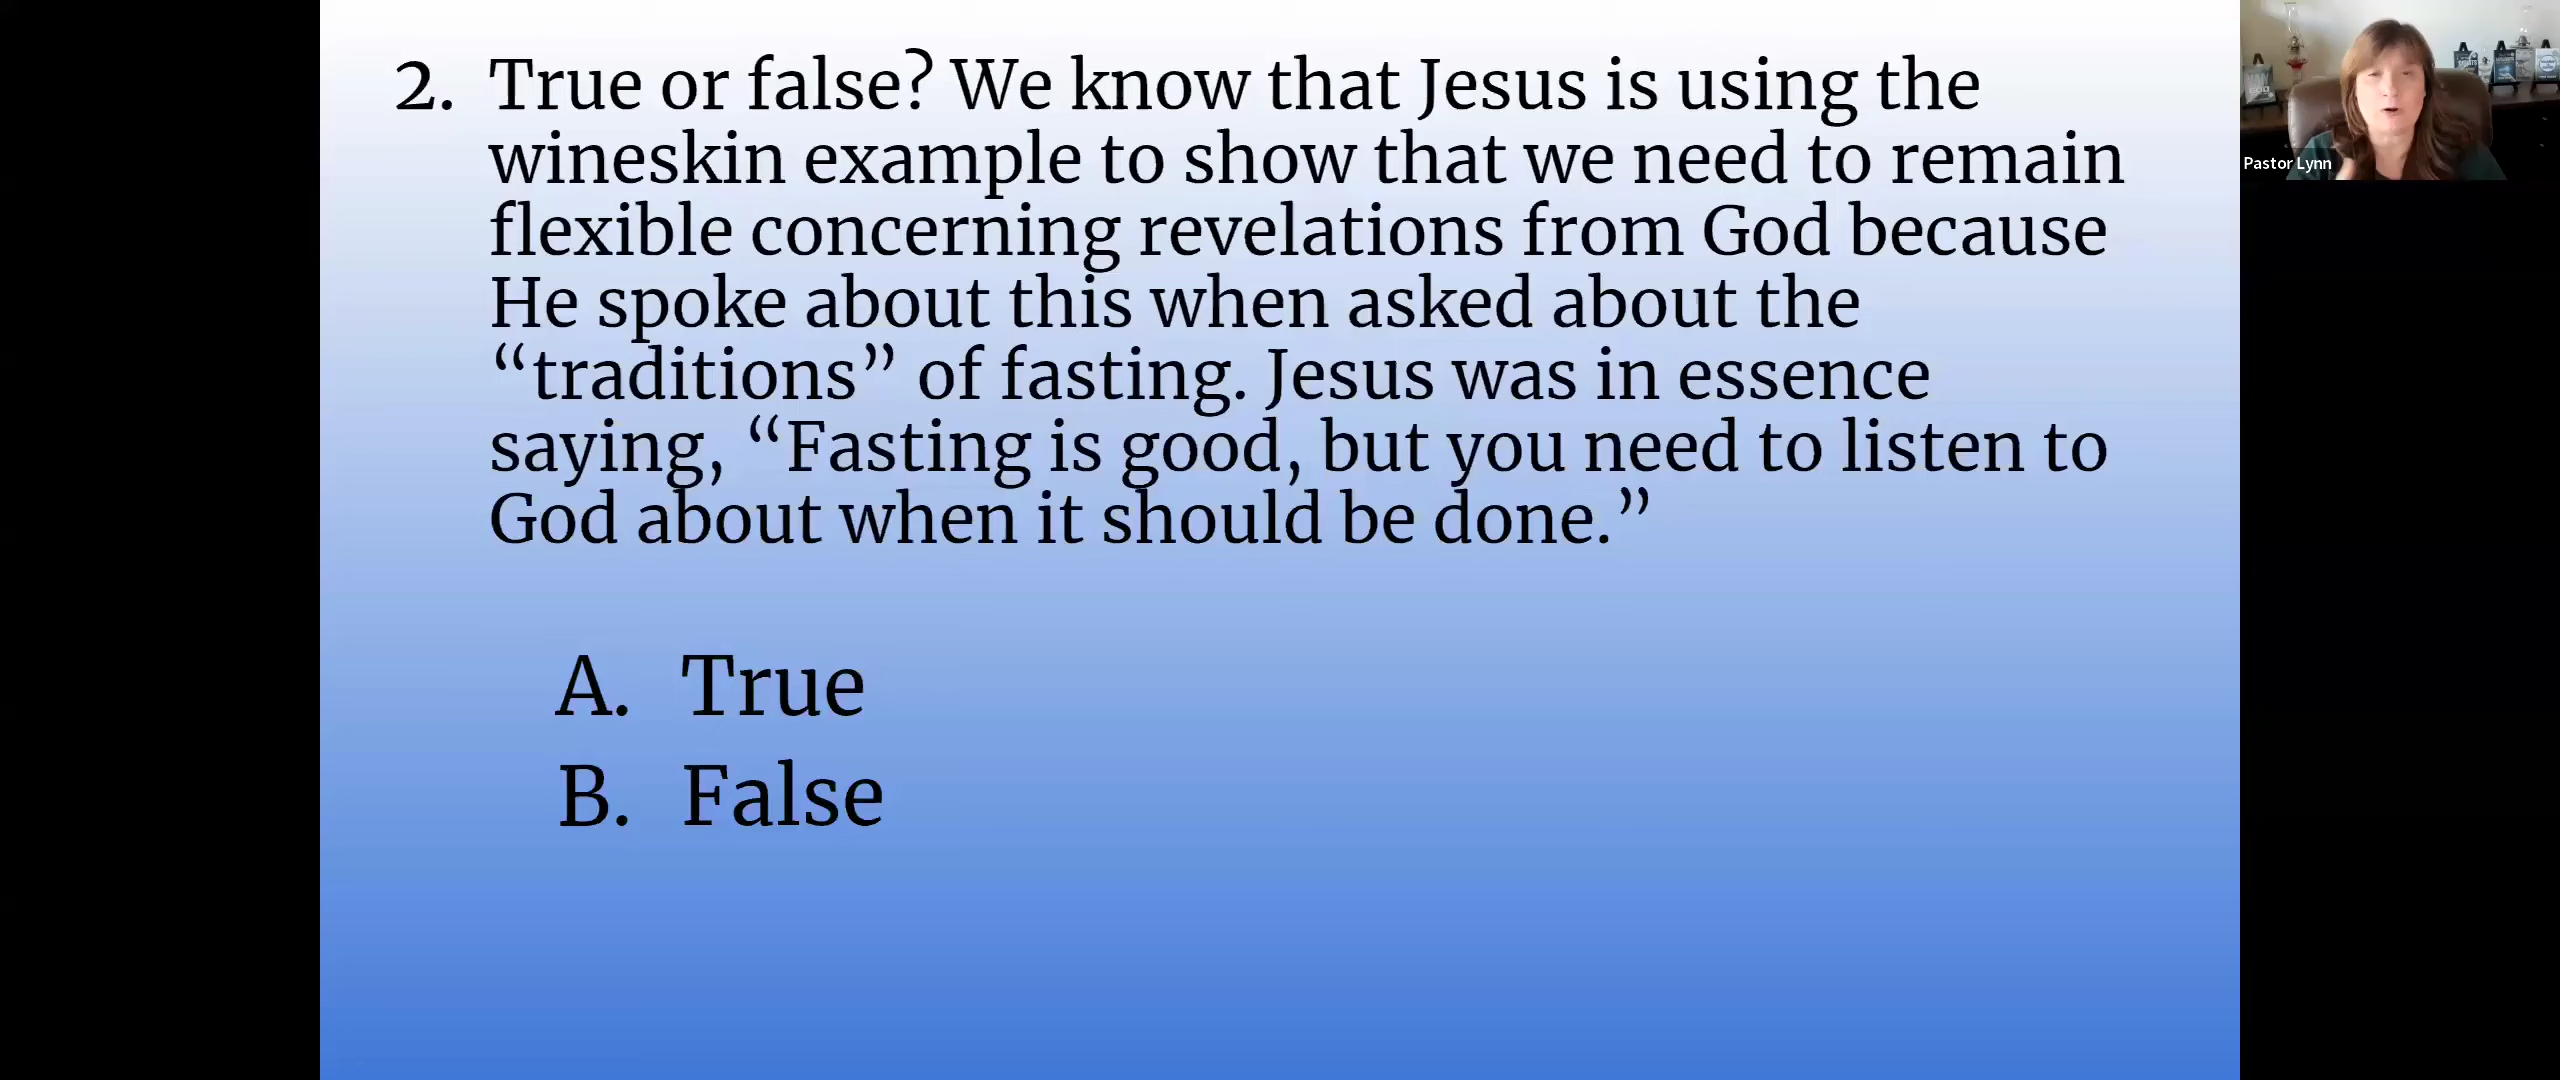 2. True or false? We know that Jesus is using the
wineskin example to show that we need to remain
flexible concerning revelations from God because
He spoke about this when asked about the
“traditions” of fasting. Jesus was in essence
saying, “Fasting is good, but you need to listen to
God about when it should be done.”
A. True
B. False
Pastor Lynn